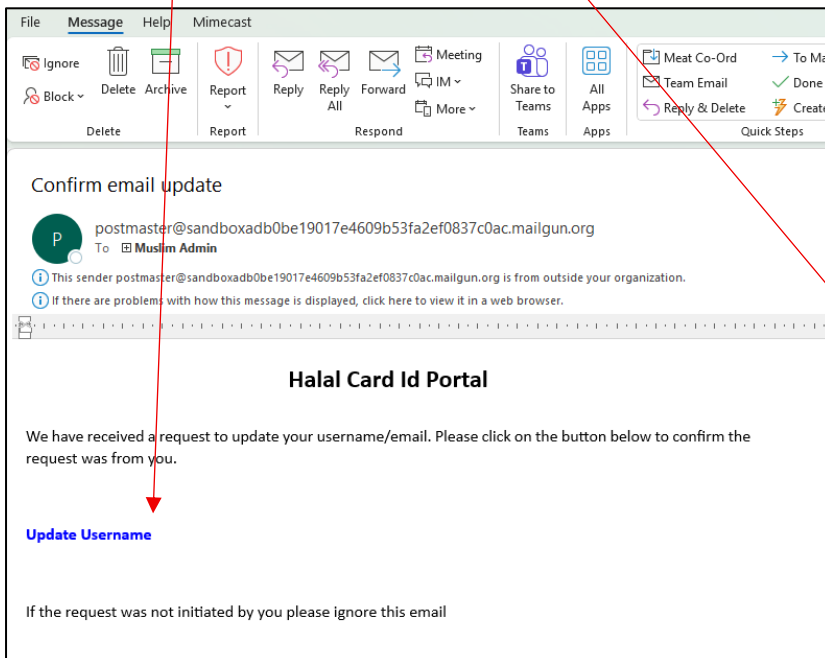 File Message Help Mimecast
Ignore
Block
Delete
Archive
Delete
Report
Report
Reply
Reply All
Forward
Meeting
IM
More
Respond
Share to Teams
Teams
All Apps
Apps
Meat Co-Ord
Team Email
Reply & Delete
To Ma
Done
Create
Quick Steps
Confirm email update
P
postmaster@sandboxadb0be19017e4609b53fa2ef0837c0ac.mailgun.org
To Muslim Admin
This sender postmaster@sandboxadb0be19017e4609b53fa2ef0837c0ac.mailgun.org is from outside your organization.
If there are problems with how this message is displayed, click here to view it in a web browser.
Halal Card Id Portal
We have received a request to update your username/email. Please click on the button below to confirm the
request was from you.
Update Username
If the request was not initiated by you please ignore this email